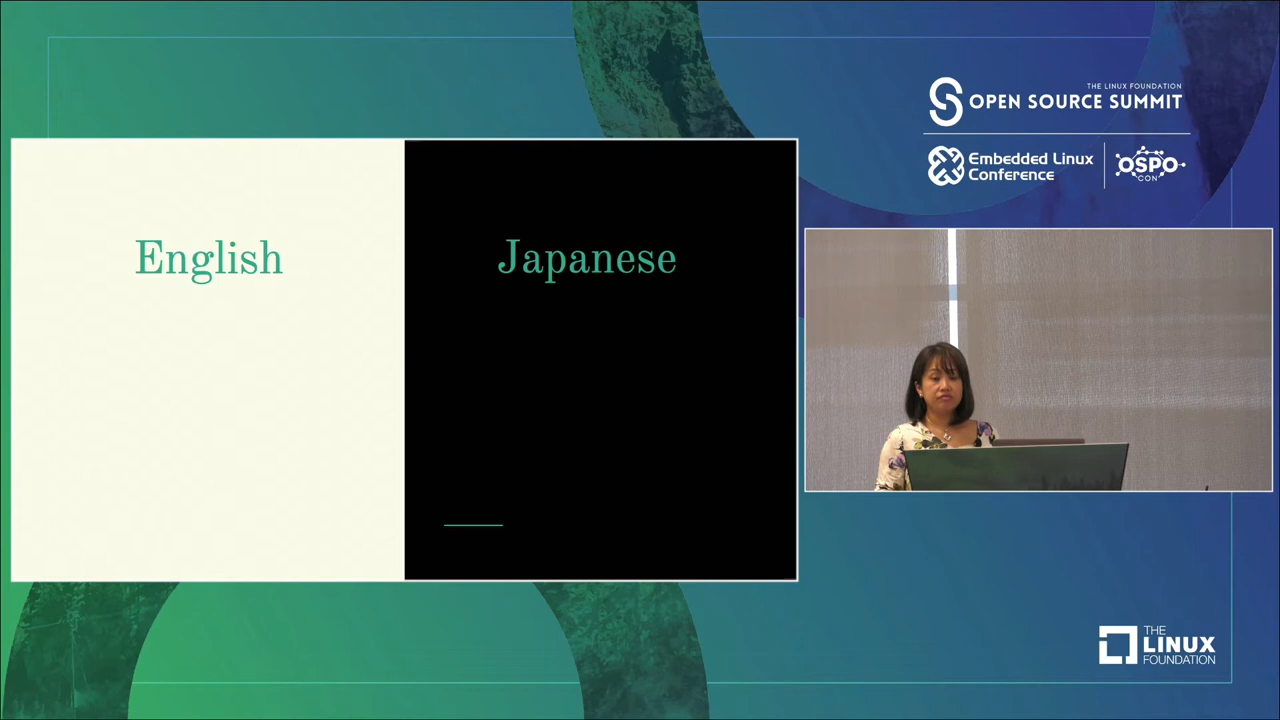 English
Japanese
THE LINUX FOUNDATION
OPEN SOURCE SUMMIT
Embedded Linux
Conference
OSPO
CON
THE
LINUX
FOUNDATION